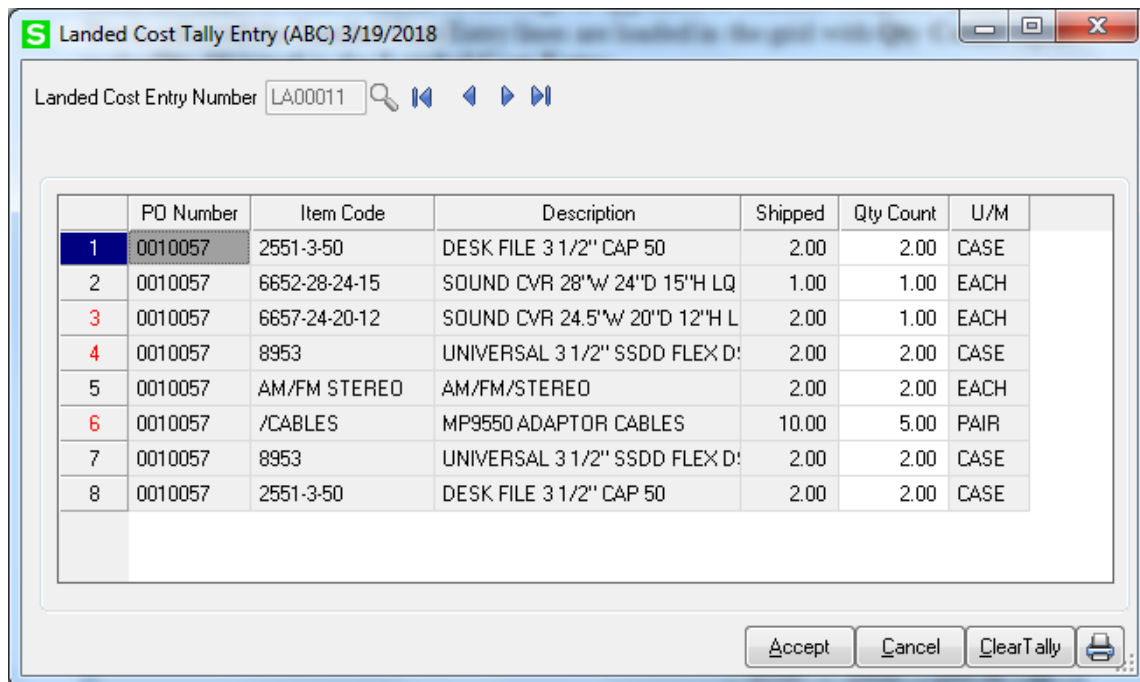 S Landed Cost Tally Entry (ABC) 3/19/2018
Landed Cost Entry Number LA00011
PO Number Item Code Description Shipped Qty Count U/M
1 0010057 2551-3-50 DESK FILE 3 1/2" CAP 50 2.00 2.00 CASE
2 0010057 6652-28-24-15 SOUND CVR 28"W 24"D 15"H LQ 1.00 1.00 EACH
3 0010057 6657-24-20-12 SOUND CVR 24.5"W 20"D 12"H L 2.00 1.00 EACH
4 0010057 8953 UNIVERSAL 3 1/2" SSDD FLEX D 2.00 2.00 CASE
5 0010057 AM/FM STEREO AM/FM/STEREO 2.00 2.00 EACH
6 0010057 /CABLES MP9550 ADAPTOR CABLES 10.00 5.00 PAIR
7 0010057 8953 UNIVERSAL 3 1/2" SSDD FLEX D 2.00 2.00 CASE
8 0010057 2551-3-50 DESK FILE 3 1/2" CAP 50 2.00 2.00 CASE
Accept Cancel ClearTally